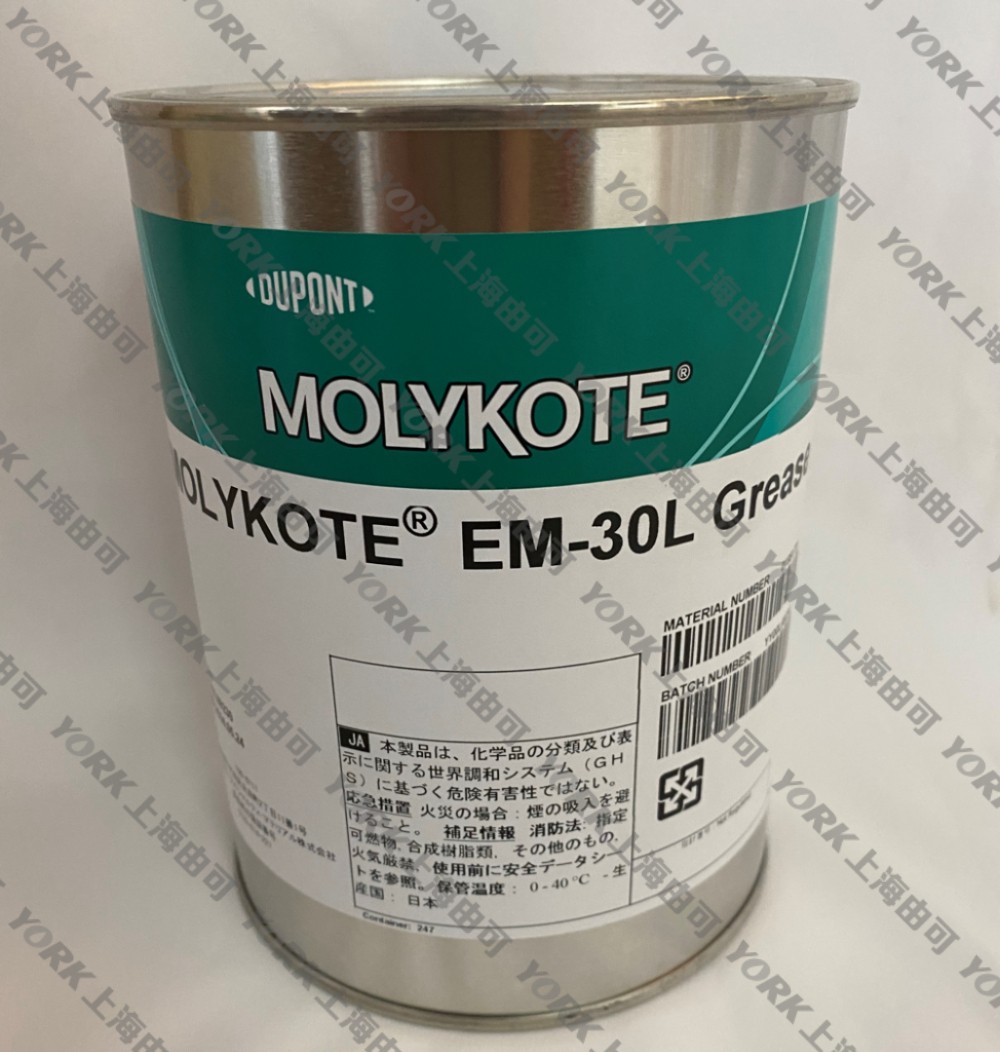 DUPONT
MOLYKOTE®
MOLYKOTE® EM-30L Grease
MATERIAL NUMBER
BATCH NUMBER
JA 本製品は、化学品の分類及び表
示に関する世界調和システム（GH
S）に基づく危険有害性ではない。
応急措置 火災の場合：煙の吸入を避
けること。 補足情報 消防法: 指定
可燃物, 合成樹脂類, その他のもの,
火気厳禁, 使用前に安全データシー
トを参照。保管温度： 0-40℃ -生
産国： 日本
Container: 247
YORK上海由可